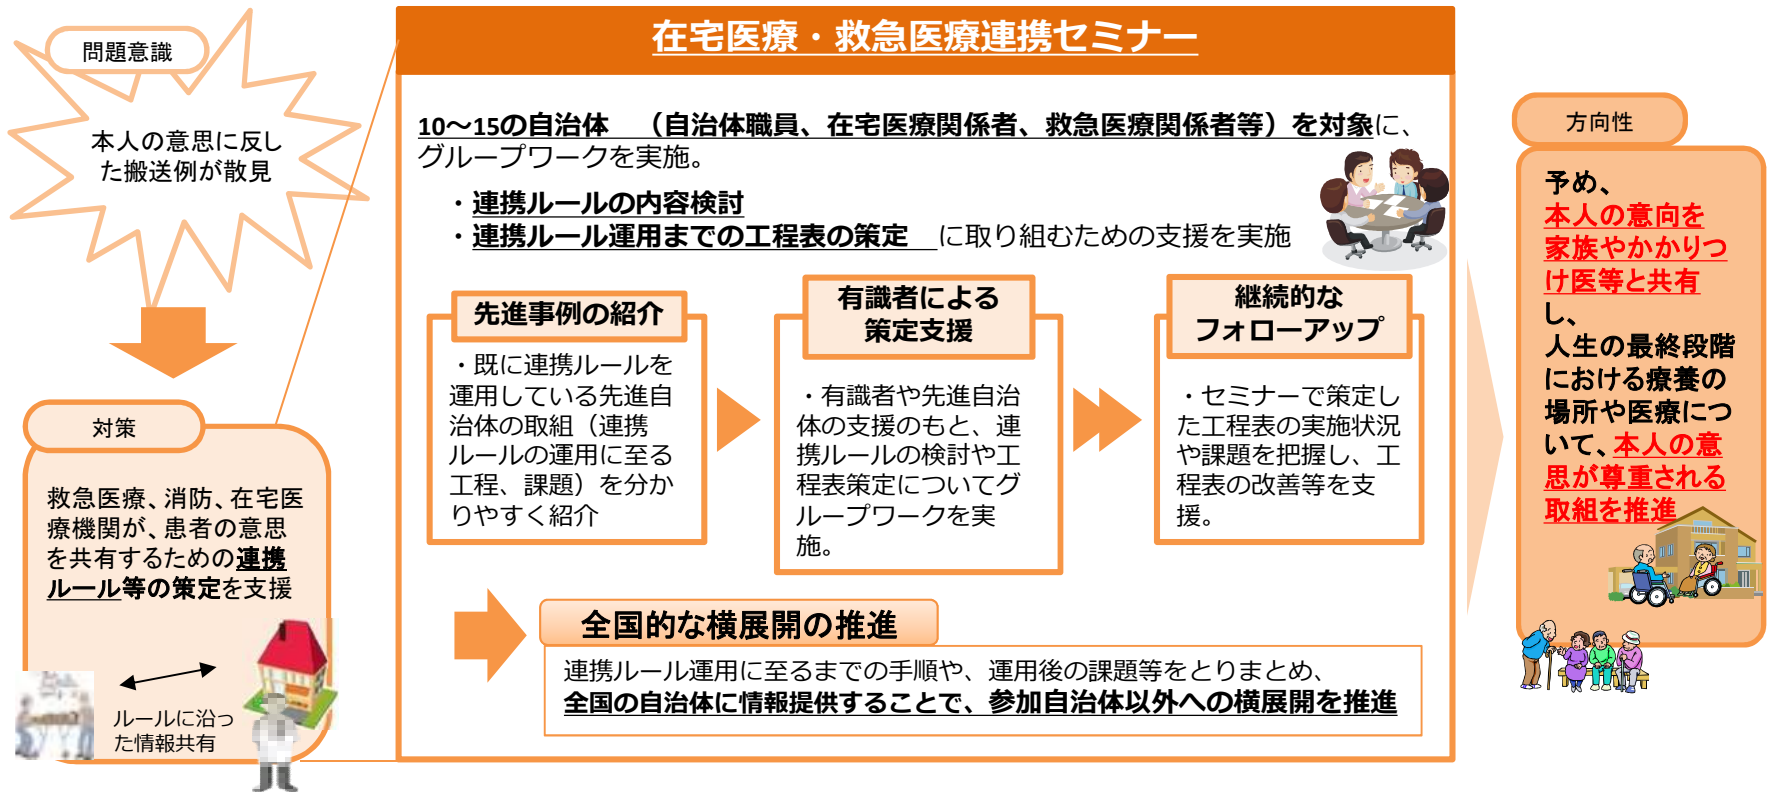 問題意識
本人の意思に反し
た搬送例が散見
対策
救急医療、消防、在宅医
療機関が、患者の意思
を共有するための連携
ルール等の策定を支援
ルールに沿っ
た情報共有
在宅医療・救急医療連携セミナー
10～15の自治体　（自治体職員、在宅医療関係者、救急医療関係者等）を対象に、
グループワークを実施。
・連携ルールの内容検討
・連携ルール運用までの工程表の策定　に取り組むための支援を実施
先進事例の紹介
・既に連携ルールを
運用している先進自
治体の取組（連携
ルールの運用に至る
工程、課題）を分か
りやすく紹介
有識者による
策定支援
・有識者や先進自治
体の支援のもと、連
携ルールの検討や工
程表策定についてグ
ループワークを実
施。
継続的な
フォローアップ
・セミナーで策定し
た工程表の実施状況
や課題を把握し、工
程表の改善等を支
援。
全国的な横展開の推進
連携ルール運用に至るまでの手順や、運用後の課題等をとりまとめ、
全国の自治体に情報提供することで、参加自治体以外への横展開を推進
方向性
予め、
本人の意向を
家族やかかりつ
け医等と共有
し、
人生の最終段階
における療養の
場所や医療につ
いて、本人の意
思が尊重される
取組を推進